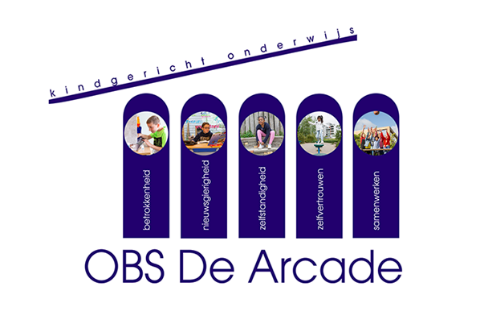 kindgericht onderwijs
betrokkenheid
nieuwsgierigheid
zelfstandigheid
zelfvertrouwen
samenwerken
OBS De Arcade